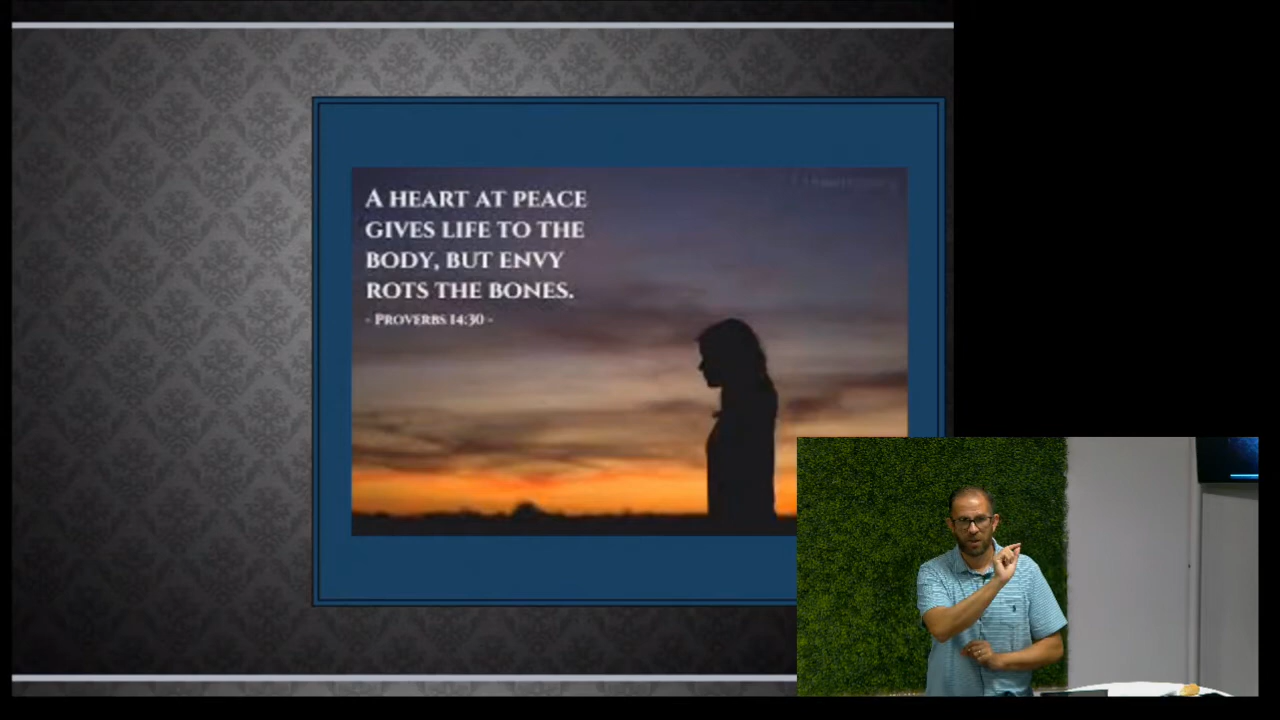 A HEART AT PEACE
GIVES LIFE TO THE
BODY, BUT ENVY
ROTS THE BONES.
- PROVERBS 14:30 -